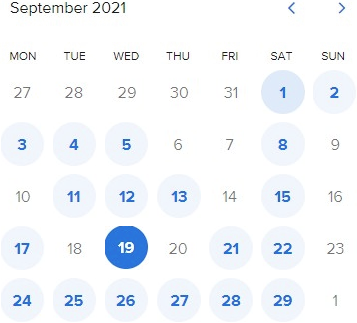 September 2021
MON TUE WED THU FRI SAT SUN
27 28 29 30 31 1 2
3 4 5 6 7 8 9
10 11 12 13 14 15 16
17 18 19 20 21 22 23
24 25 26 27 28 29 1